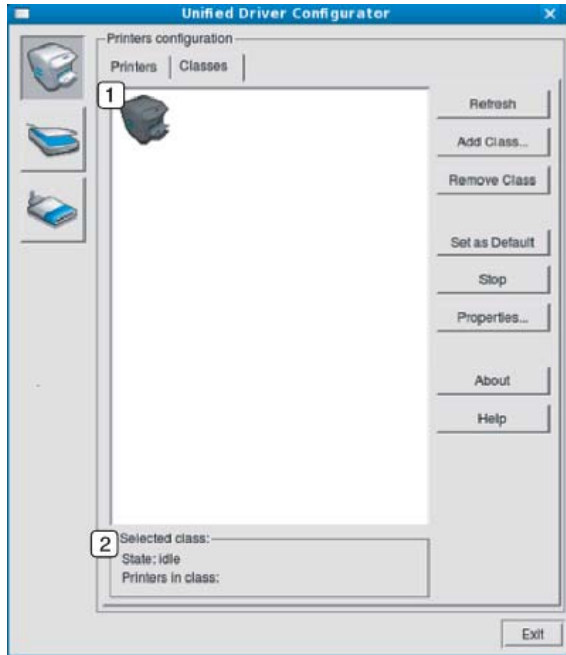 Unified Driver Configurator
Printers configuration
Printers Classes
1
Refresh
Add Class...
Remove Class
Set as Default
Stop
Properties...
About
Help
2 Selected class:
State: idle
Printers in class:
Exit